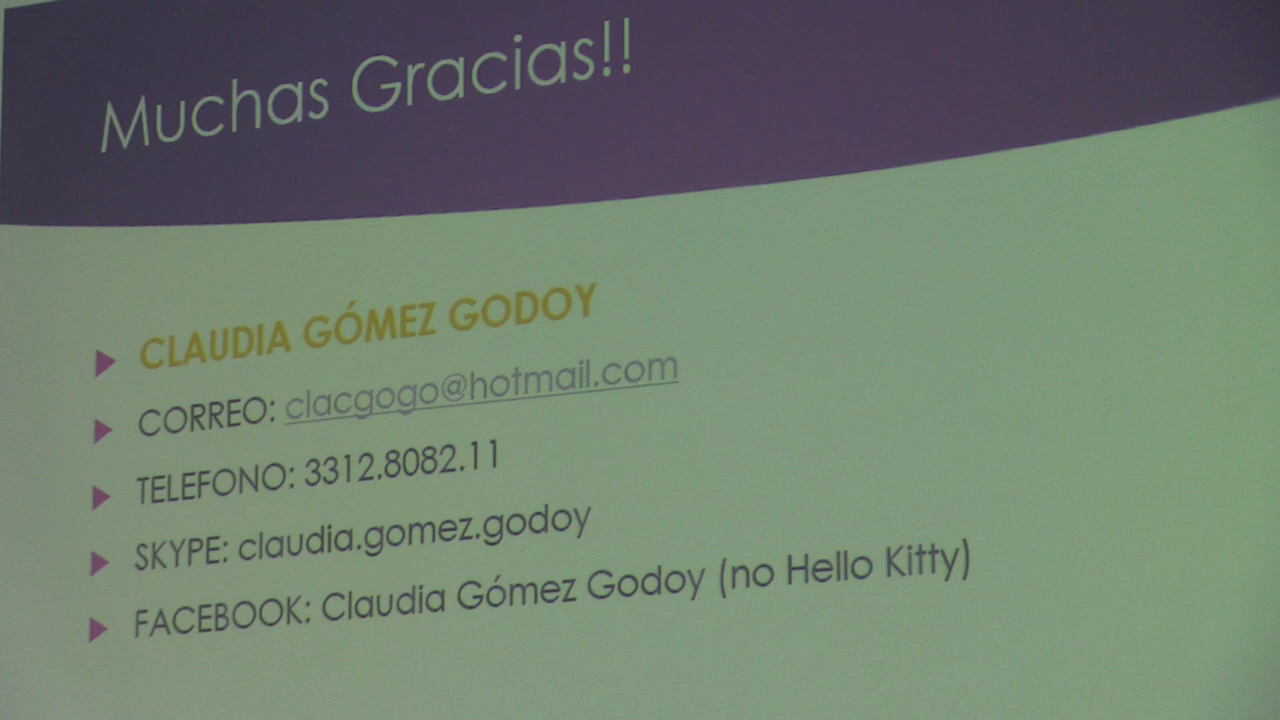 Muchas Gracias!!
CLAUDIA GÓMEZ GODOY
CORREO: clacgogo@hotmail.com
TELEFONO: 3312.8082.11
SKYPE: claudia.gomez.godoy
FACEBOOK: Claudia Gómez Godoy (no Hello Kitty)